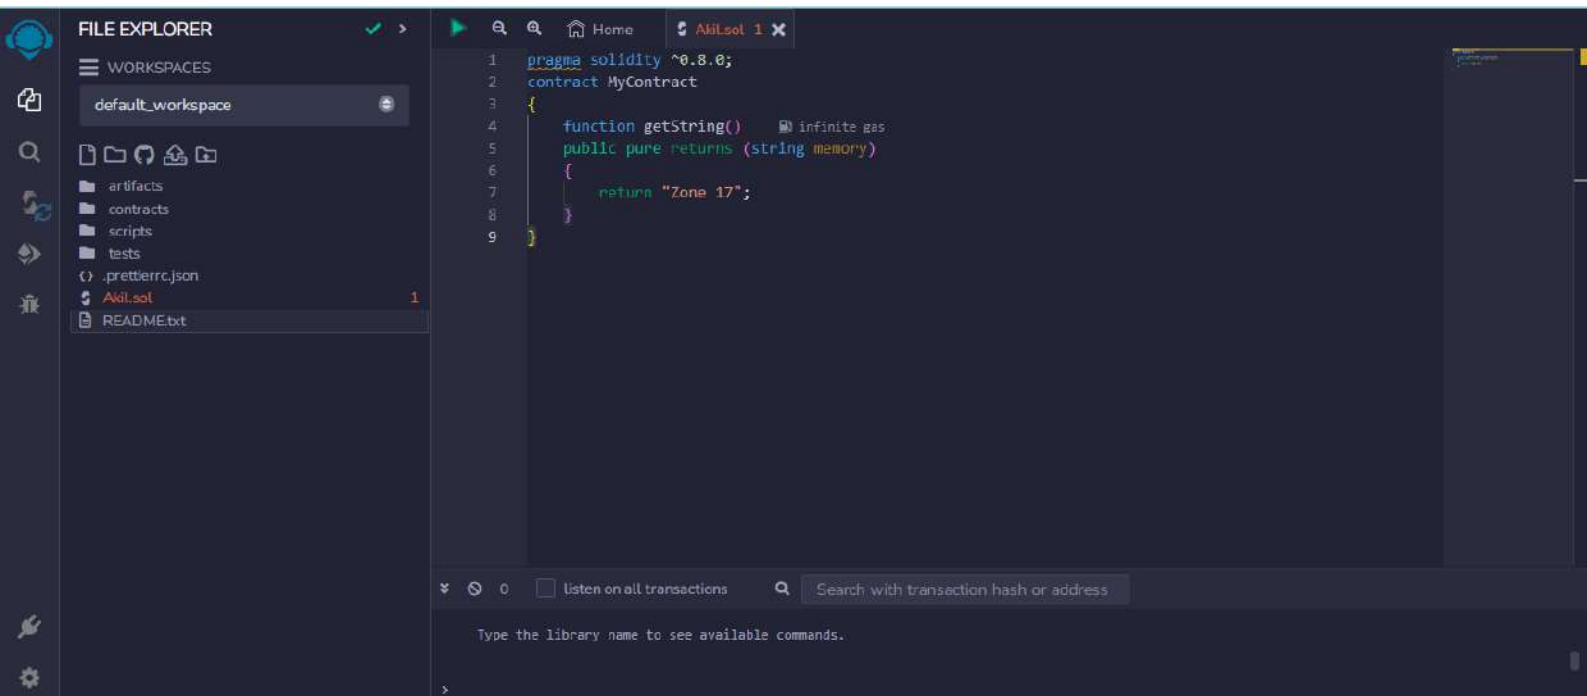 FILE EXPLORER
WORKSPACES
default_workspace
artifacts
contracts
scripts
tests
.prettierrc.json
Akil.sol 1
README.txt
Home
Akil.sol 1
1 pragma solidity ^0.8.0;
2 contract MyContract
3 {
4 function getString() infinite gas
5 public pure returns (string memory)
6 {
7 return "Zone 17";
8 }
9 }
0 listen on all transactions Search with transaction hash or address
Type the library name to see available commands.
>